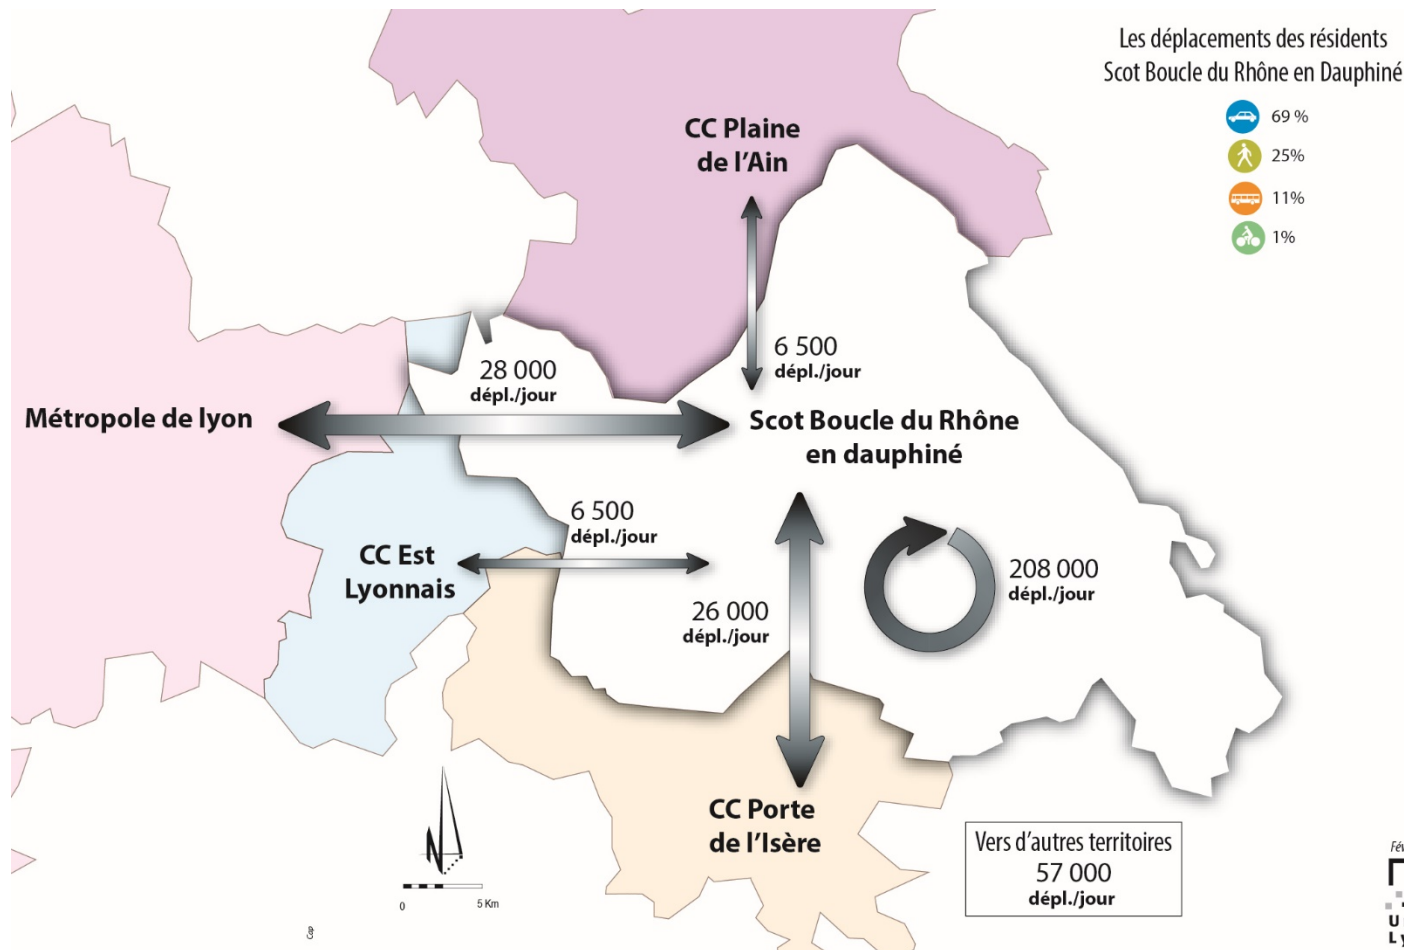 Les déplacements des résidents
Scot Boucle du Rhône en Dauphiné
69 %
25%
11%
1%
CC Plaine
de l'Ain
6 500
dépl./jour
28 000
dépl./jour
Métropole de lyon
Scot Boucle du Rhône
en dauphiné
6 500
dépl./jour
CC Est
Lyonnais
208 000
dépl./jour
26 000
dépl./jour
CC Porte
de l'Isère
Vers d'autres territoires
57 000
dépl./jour
N
0 5 Km